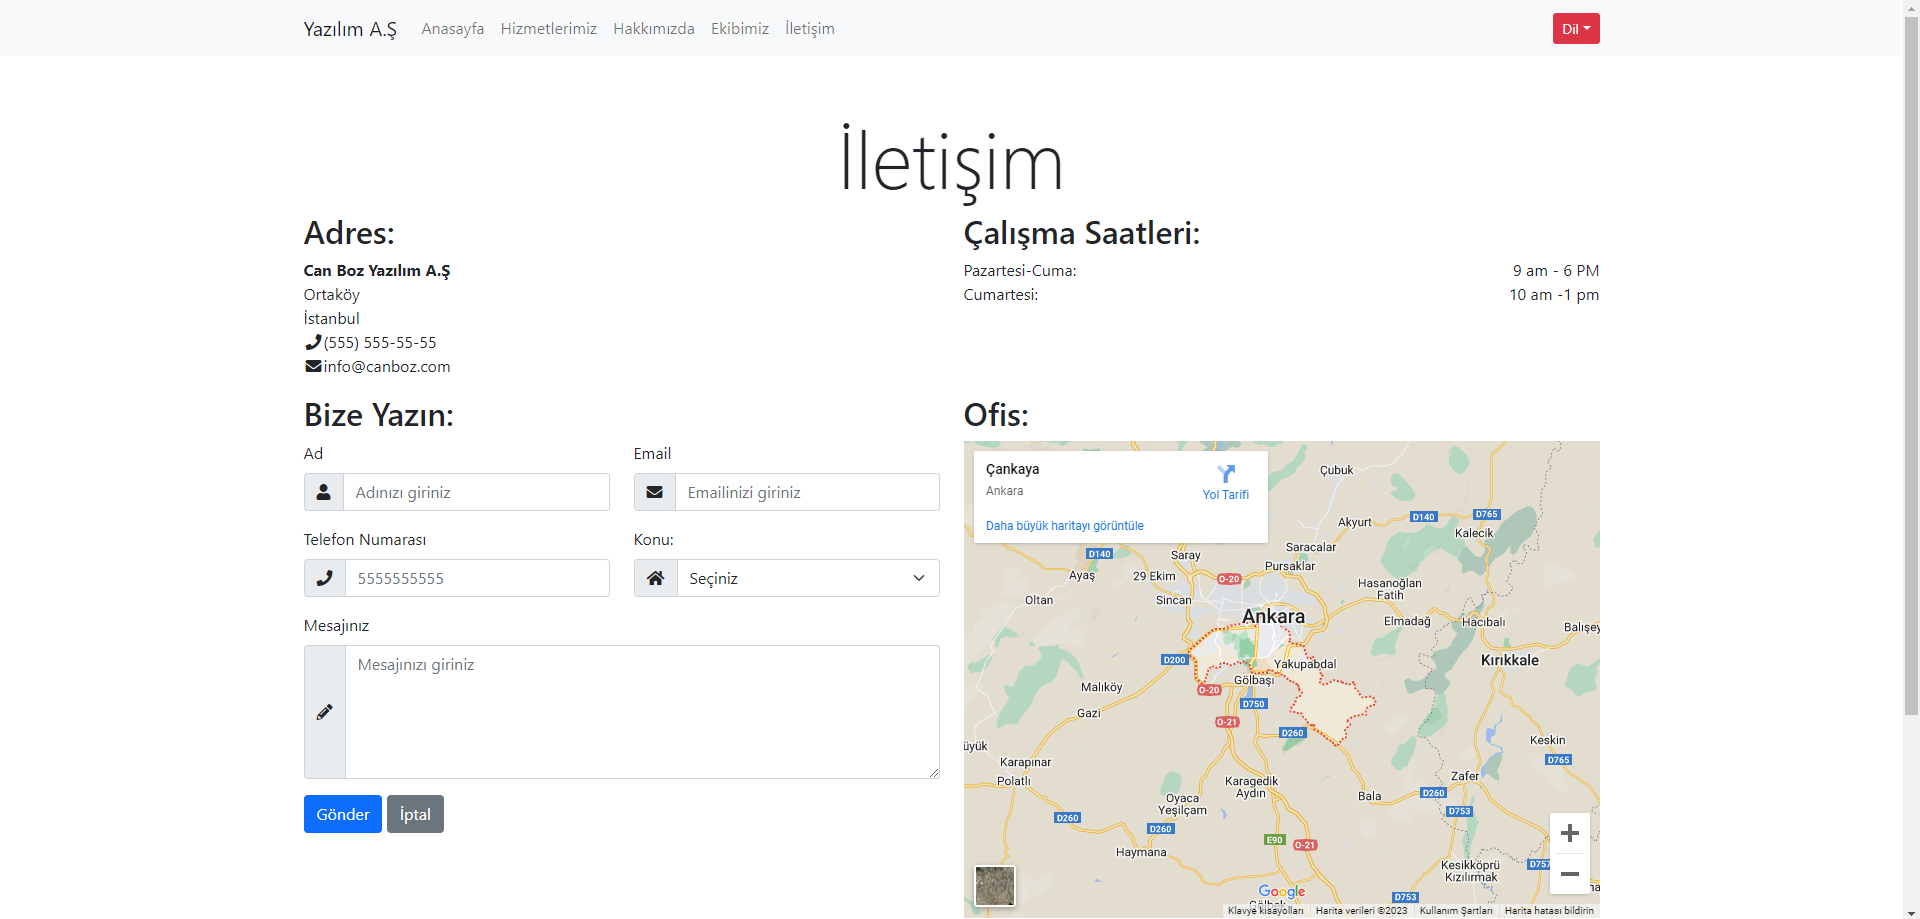 Yazılım A.Ş Anasayfa Hizmetlerimiz Hakkımızda Ekibimiz İletişim Dil
İletişim
Adres:
Can Boz Yazılım A.Ş
Ortaköy
İstanbul
(555) 555-55-55
info@canboz.com
Çalışma Saatleri:
Pazartesi-Cuma: 9 am - 6 PM
Cumartesi: 10 am -1 pm
Bize Yazın:
Ad
Adınızı giriniz
Email
Emailinizi giriniz
Telefon Numarası
5555555555
Konu:
Seçiniz
Mesajınız
Mesajınızı giriniz
Gönder İptal
Ofis:
Çankaya
Ankara
Yol Tarifi
Daha büyük haritayı görüntüle
Çubuk
Akyurt
D140
D765
Kalecik
Saracalar
D140
Saray
Pursaklar
Ayaş
29 Ekim
O-20
Hasanoğlan
Fatih
Oltan
Sincan
Ankara
Elmadağ
Hacıbalı
Balışey
D200
Yakupabdal
Kırıkkale
Gölbaşı
Malıköy
O-20
D750
Gazi
O-21
D260
üyük
Keskin
Karapınar
D765
Polatlı
Karagedik
Aydın
Zafer
Oyaca
Yeşilçam
Bala
D260
D753
D260
D260
E90
O-21
Haymana
Kesikköprü
Kızılırmak
D757
na
D753
Google
Gölbek
Klavye kısayolları Harita verileri ©2023 Kullanım Şartları Harita hatası bildirin